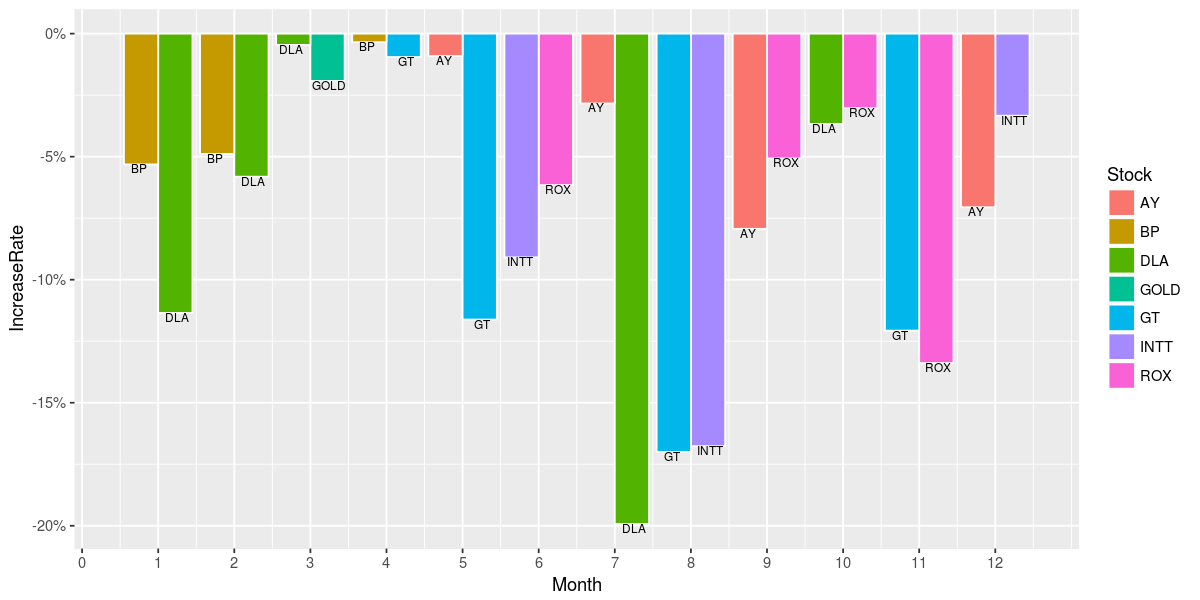 IncreaseRate
0%
-5%
-10%
-15%
-20%
BP
DLA
BP
DLA
DLA
GOLD
BP
GT
AY
GT
INTT
ROX
AY
DLA
GT
INTT
AY
ROX
DLA
ROX
GT
ROX
AY
INTT
0 1 2 3 4 5 6 7 8 9 10 11 12
Month
Stock
AY
BP
DLA
GOLD
GT
INTT
ROX